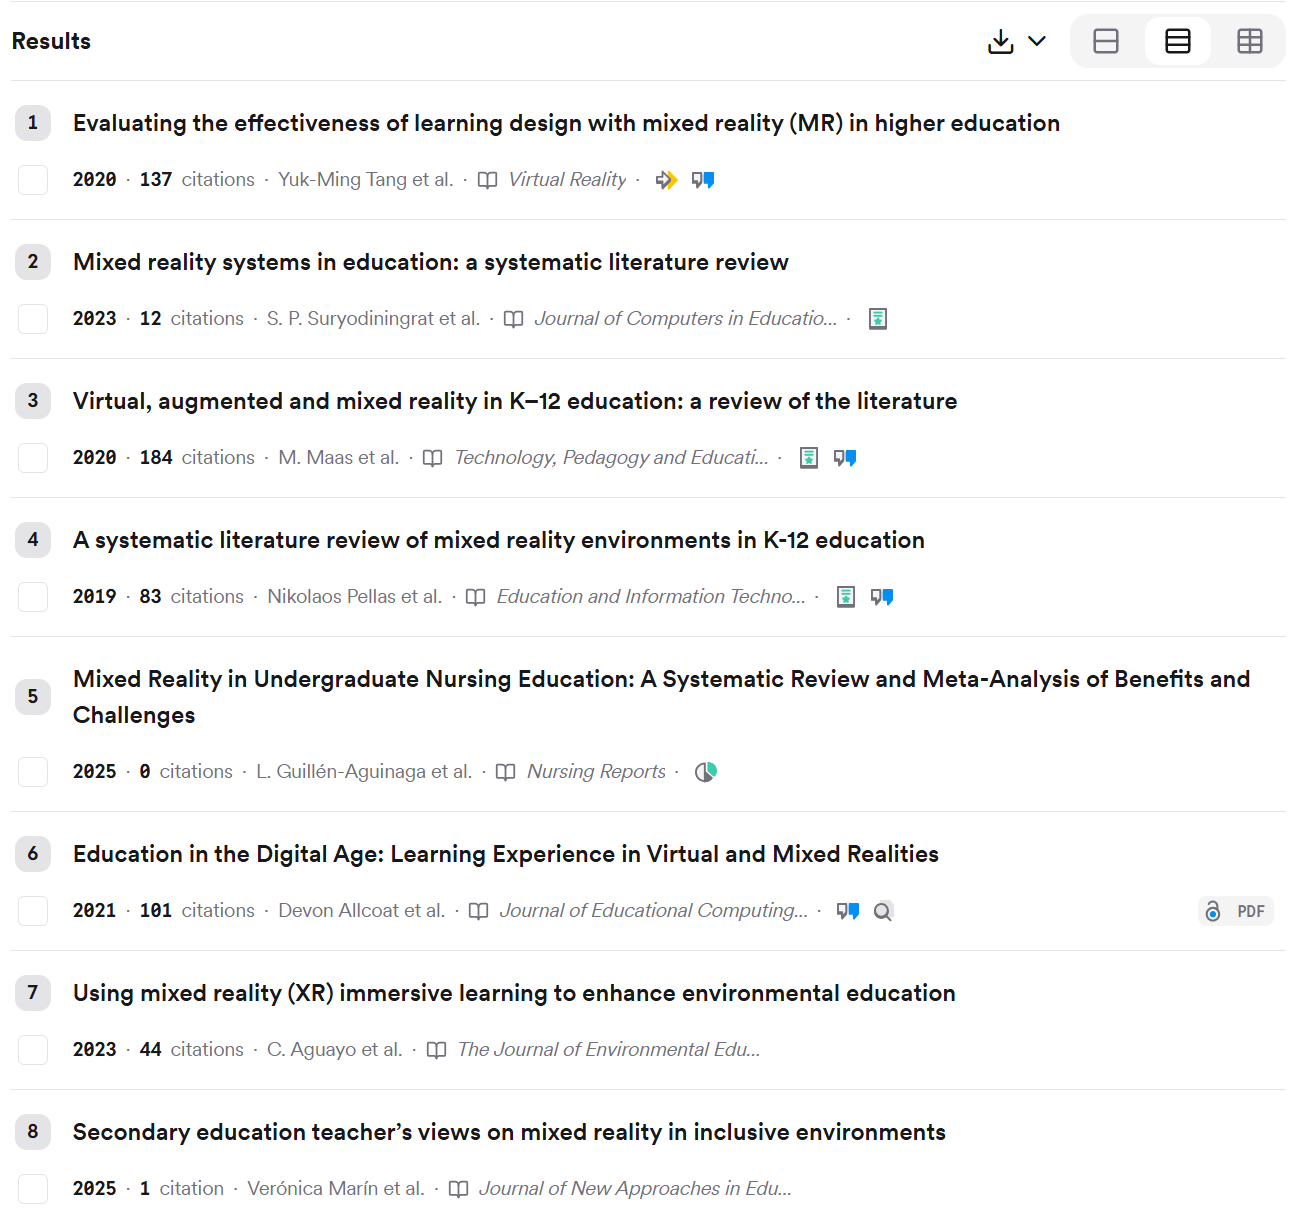 Results
1 Evaluating the effectiveness of learning design with mixed reality (MR) in higher education
2020 · 137 citations · Yuk-Ming Tang et al. · Virtual Reality ·
2 Mixed reality systems in education: a systematic literature review
2023 · 12 citations · S. P. Suryodiningrat et al. · Journal of Computers in Educatio... ·
3 Virtual, augmented and mixed reality in K–12 education: a review of the literature
2020 · 184 citations · M. Maas et al. · Technology, Pedagogy and Educati... ·
4 A systematic literature review of mixed reality environments in K-12 education
2019 · 83 citations · Nikolaos Pellas et al. · Education and Information Techno... ·
5 Mixed Reality in Undergraduate Nursing Education: A Systematic Review and Meta-Analysis of Benefits and
Challenges
2025 · 0 citations · L. Guillén-Aguinaga et al. · Nursing Reports ·
6 Education in the Digital Age: Learning Experience in Virtual and Mixed Realities
2021 · 101 citations · Devon Allcoat et al. · Journal of Educational Computing... · PDF
7 Using mixed reality (XR) immersive learning to enhance environmental education
2023 · 44 citations · C. Aguayo et al. · The Journal of Environmental Edu...
8 Secondary education teacher’s views on mixed reality in inclusive environments
2025 · 1 citation · Verónica Marín et al. · Journal of New Approaches in Edu...